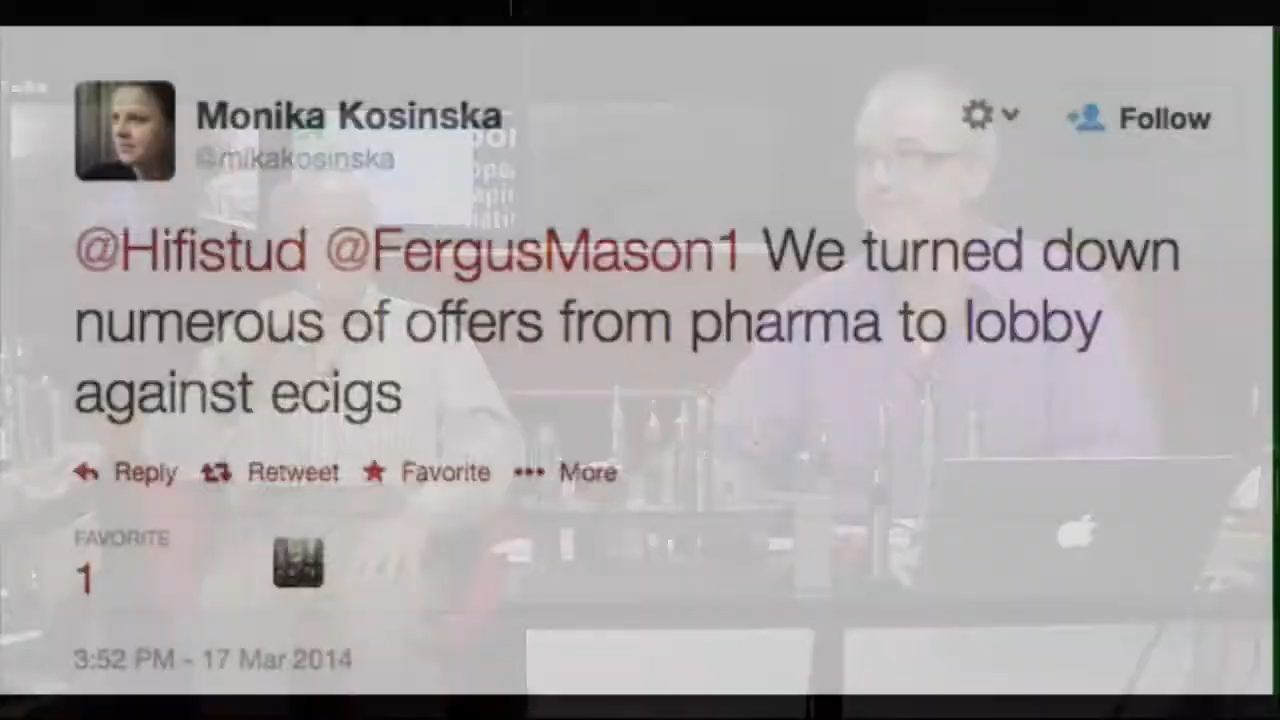 Monika Kosinska
@mikakosinska
Follow
@Hifistud @FergusMason1 We turned down
numerous of offers from pharma to lobby
against ecigs
Reply Retweet Favorite More
FAVORITE
1
3:52 PM - 17 Mar 2014